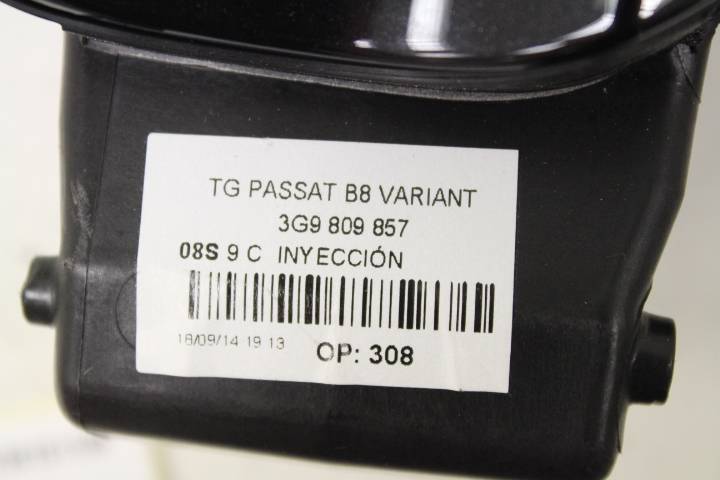 TG PASSAT B8 VARIANT
3G9 809 857
08S 9 C INYECCIÓN
18/09/14 19 13 OP: 308